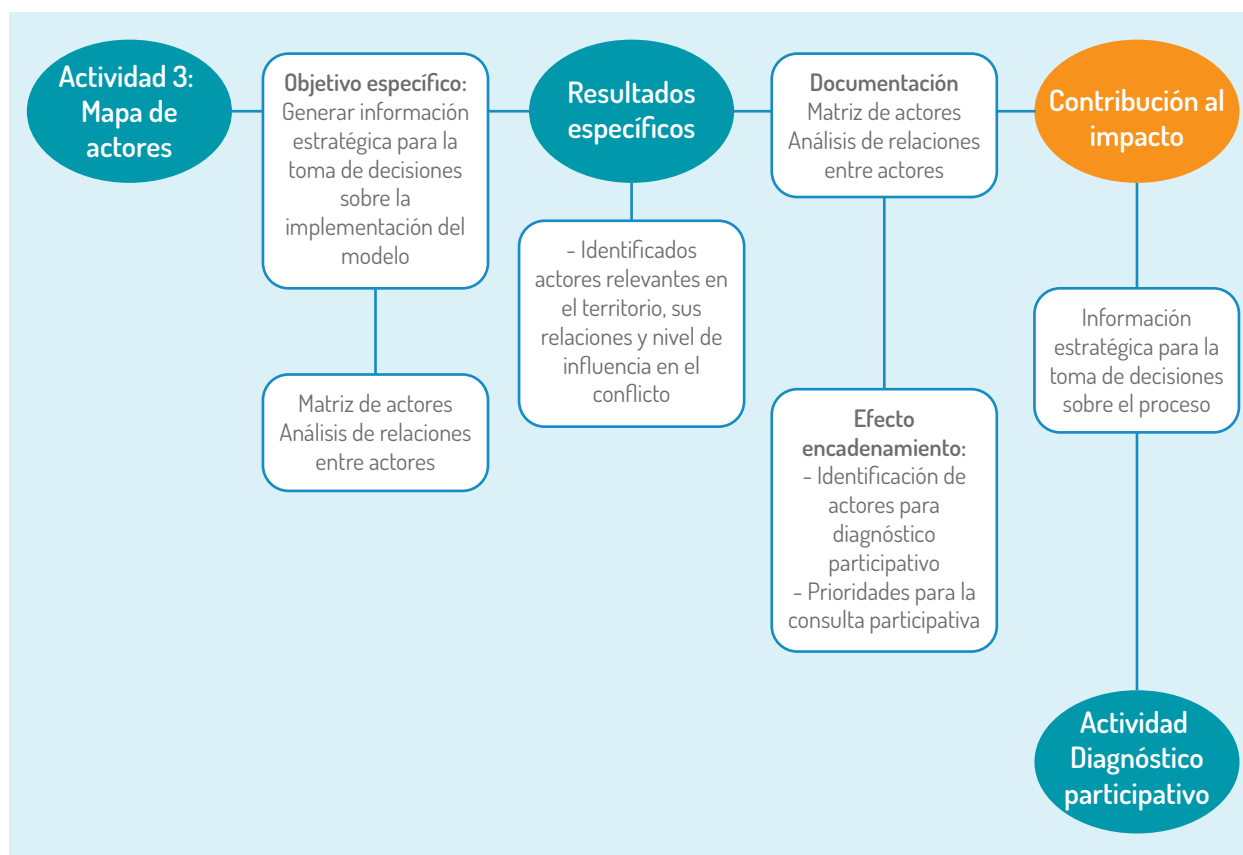 Actividad 3:
Mapa de
actores
Objetivo específico:
Generar información
estratégica para la
toma de decisiones
sobre la
implementación del
modelo
Matriz de actores
Análisis de relaciones
entre actores
Resultados
específicos
- Identificados
actores relevantes en
el territorio, sus
relaciones y nivel de
influencia en el
conflicto
Documentación
Matriz de actores
Análisis de relaciones
entre actores
Efecto
encadenamiento:
- Identificación de
actores para
diagnóstico
participativo
- Prioridades para la
consulta participativa
Contribución al
impacto
Información
estratégica para la
toma de decisiones
sobre el proceso
Actividad
Diagnóstico
participativo